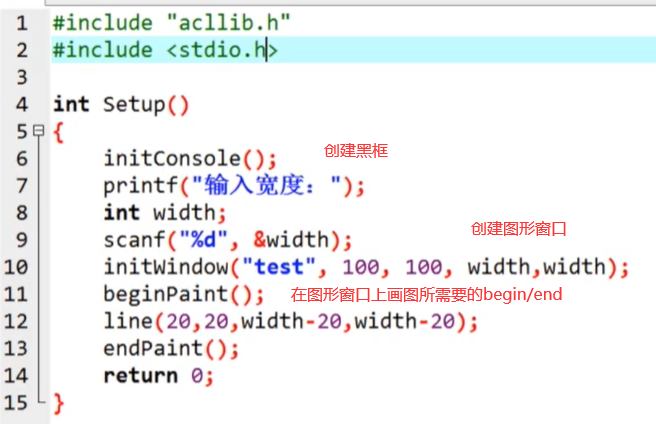 1 #include "acllib.h"
2 #include <stdio.h>
3
4 int Setup()
5 {
6 initConsole(); 创建黑框
7 printf("输入宽度：");
8 int width;
9 scanf("%d", &width); 创建图形窗口
10 initWindow("test", 100, 100, width,width);
11 beginPaint(); 在图形窗口上画图所需要的begin/end
12 line(20,20,width-20,width-20);
13 endPaint();
14 return 0;
15 }